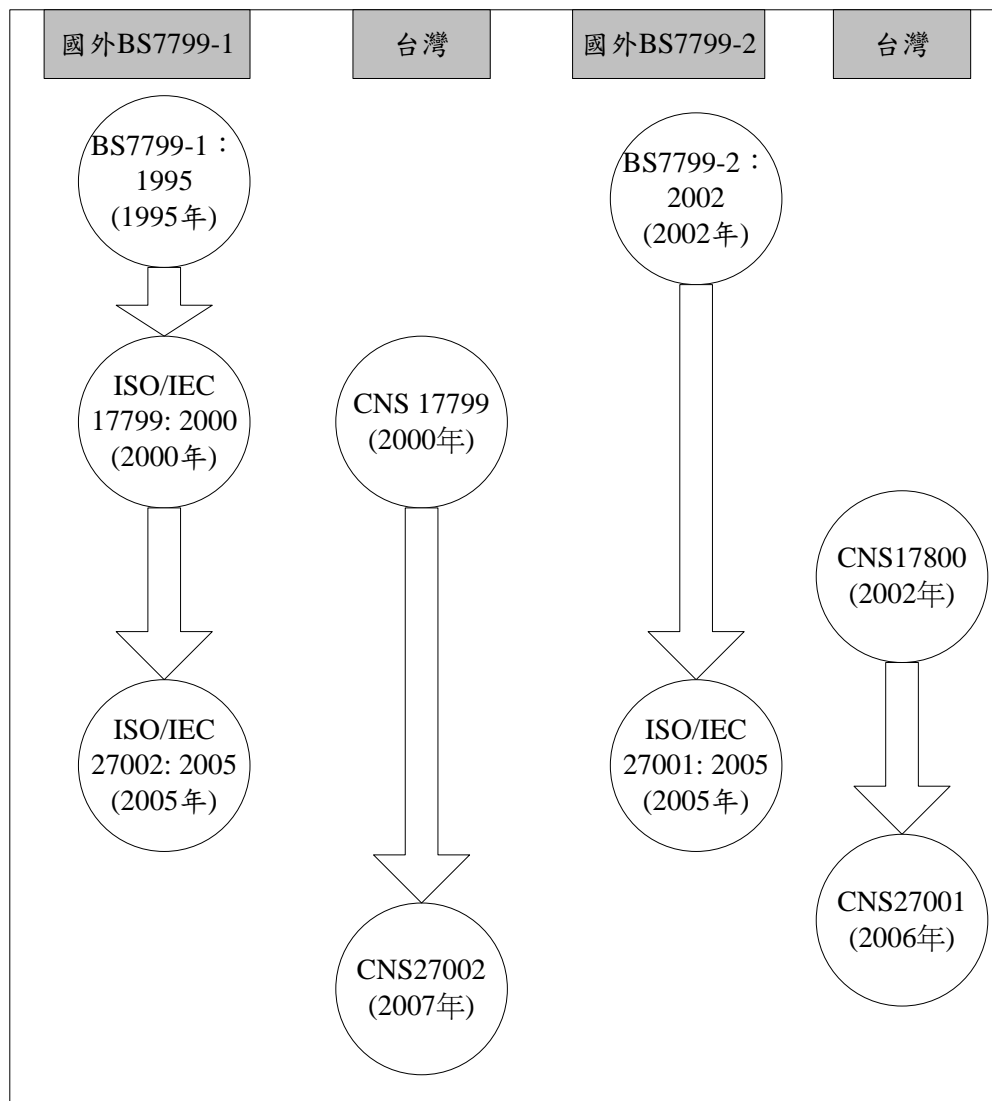 國外BS7799-1
台灣
國外BS7799-2
台灣
BS7799-1：
1995
(1995年)
BS7799-2：
2002
(2002年)
ISO/IEC
17799: 2000
(2000年)
CNS 17799
(2000年)
CNS17800
(2002年)
ISO/IEC
27002: 2005
(2005年)
ISO/IEC
27001: 2005
(2005年)
CNS27001
(2006年)
CNS27002
(2007年)